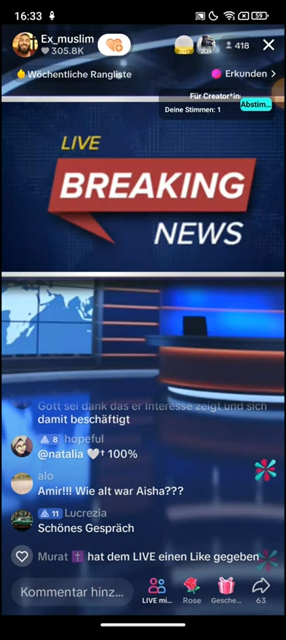 16:33
59
Ex_muslim
305.8K
418
Wöchentliche Rangliste
Erkunden >
Für Creator*in
Deine Stimmen: 1
Abstim...
LIVE
BREAKING
NEWS
Gott sei dank das er Interesse zeigt und sich
damit beschäftigt
8 hopeful
@natalia 🤍† 100%
alo
Amir!!! Wie alt war Aisha???
11 Lucrezia
Schönes Gespräch
Murat ✝️ hat dem LIVE einen Like gegeben
Kommentar hinz...
LIVE mi...
Rose
Gesche...
63